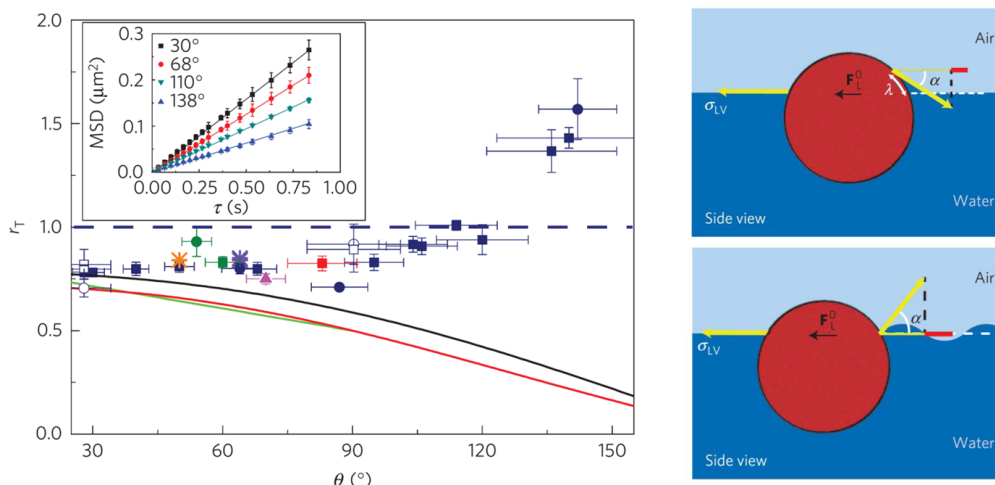 2.0
1.5
1.0
0.5
0.0
r_T
30
60
90
120
150
θ (°)
0.3
0.2
0.1
0.0
MSD (μm²)
30°
68°
110°
138°
0.00
0.25
0.50
0.75
1.00
τ (s)
Air
F_L^0
α
λ
σ_LV
Water
Side view
Air
F_L^0
α
σ_LV
Water
Side view